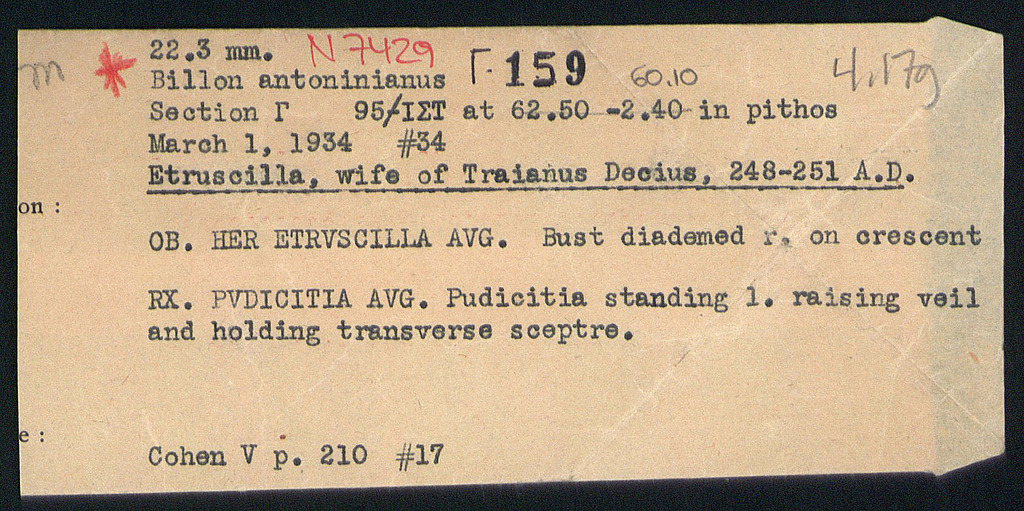 m * 22.3 mm. N 7429
Billon antoninianus Γ· 159 60.10 4.17g
Section Γ 95/ΙΣΤ at 62.50 -2.40 in pithos
March 1, 1934 #34
Etruscilla, wife of Traianus Decius, 248-251 A.D.
on :
OB. HER ETRVSCILLA AVG. Bust diademed r. on crescent
RX. PVDICITIA AVG. Pudicitia standing l. raising veil
and holding transverse sceptre.
e :
Cohen V p. 210 #17